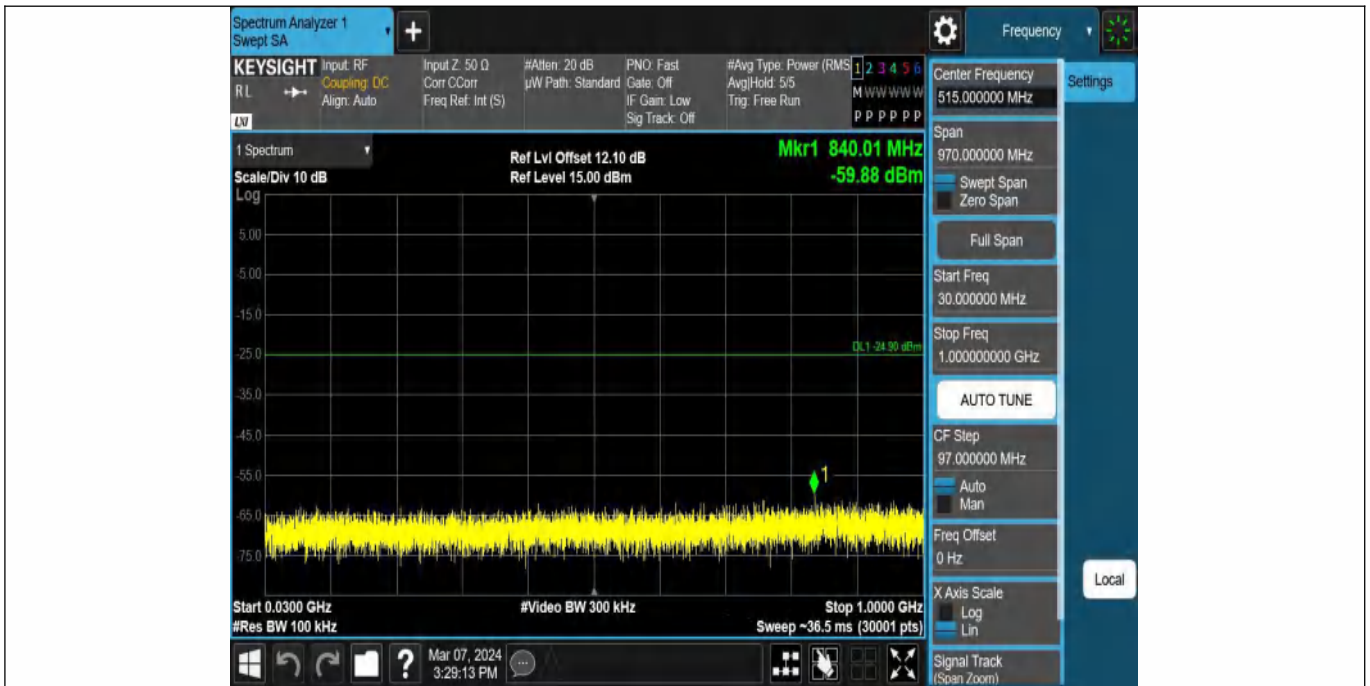 Spectrum Analyzer 1
Swept SA
+
Frequency
KEYSIGHT
RL
LXI
Input: RF
Coupling: DC
Align: Auto
Input Z: 50 Ω
Corr CCorr
Freq Ref: Int (S)
#Atten: 20 dB
µW Path: Standard
PNO: Fast
Gate: Off
IF Gain: Low
Sig Track: Off
#Avg Type: Power (RMS
Avg|Hold: 5/5
Trig: Free Run
1 2 3 4 5 6
M W W W W W
P P P P P P
1 Spectrum
Scale/Div 10 dB
Ref Lvl Offset 12.10 dB
Ref Level 15.00 dBm
Mkr1 840.01 MHz
-59.88 dBm
Log
5.00
-5.00
-15.0
-25.0
-35.0
-45.0
-55.0
-65.0
-75.0
DL1 -24.90 dBm
1
Start 0.0300 GHz
#Res BW 100 kHz
#Video BW 300 kHz
Stop 1.0000 GHz
Sweep ~36.5 ms (30001 pts)
Mar 07, 2024
3:29:13 PM
?
Center Frequency
515.000000 MHz
Settings
Span
970.000000 MHz
Swept Span
Zero Span
Full Span
Start Freq
30.000000 MHz
Stop Freq
1.000000000 GHz
AUTO TUNE
CF Step
97.000000 MHz
Auto
Man
Freq Offset
0 Hz
X Axis Scale
Log
Lin
Signal Track
(Span Zoom)
Local